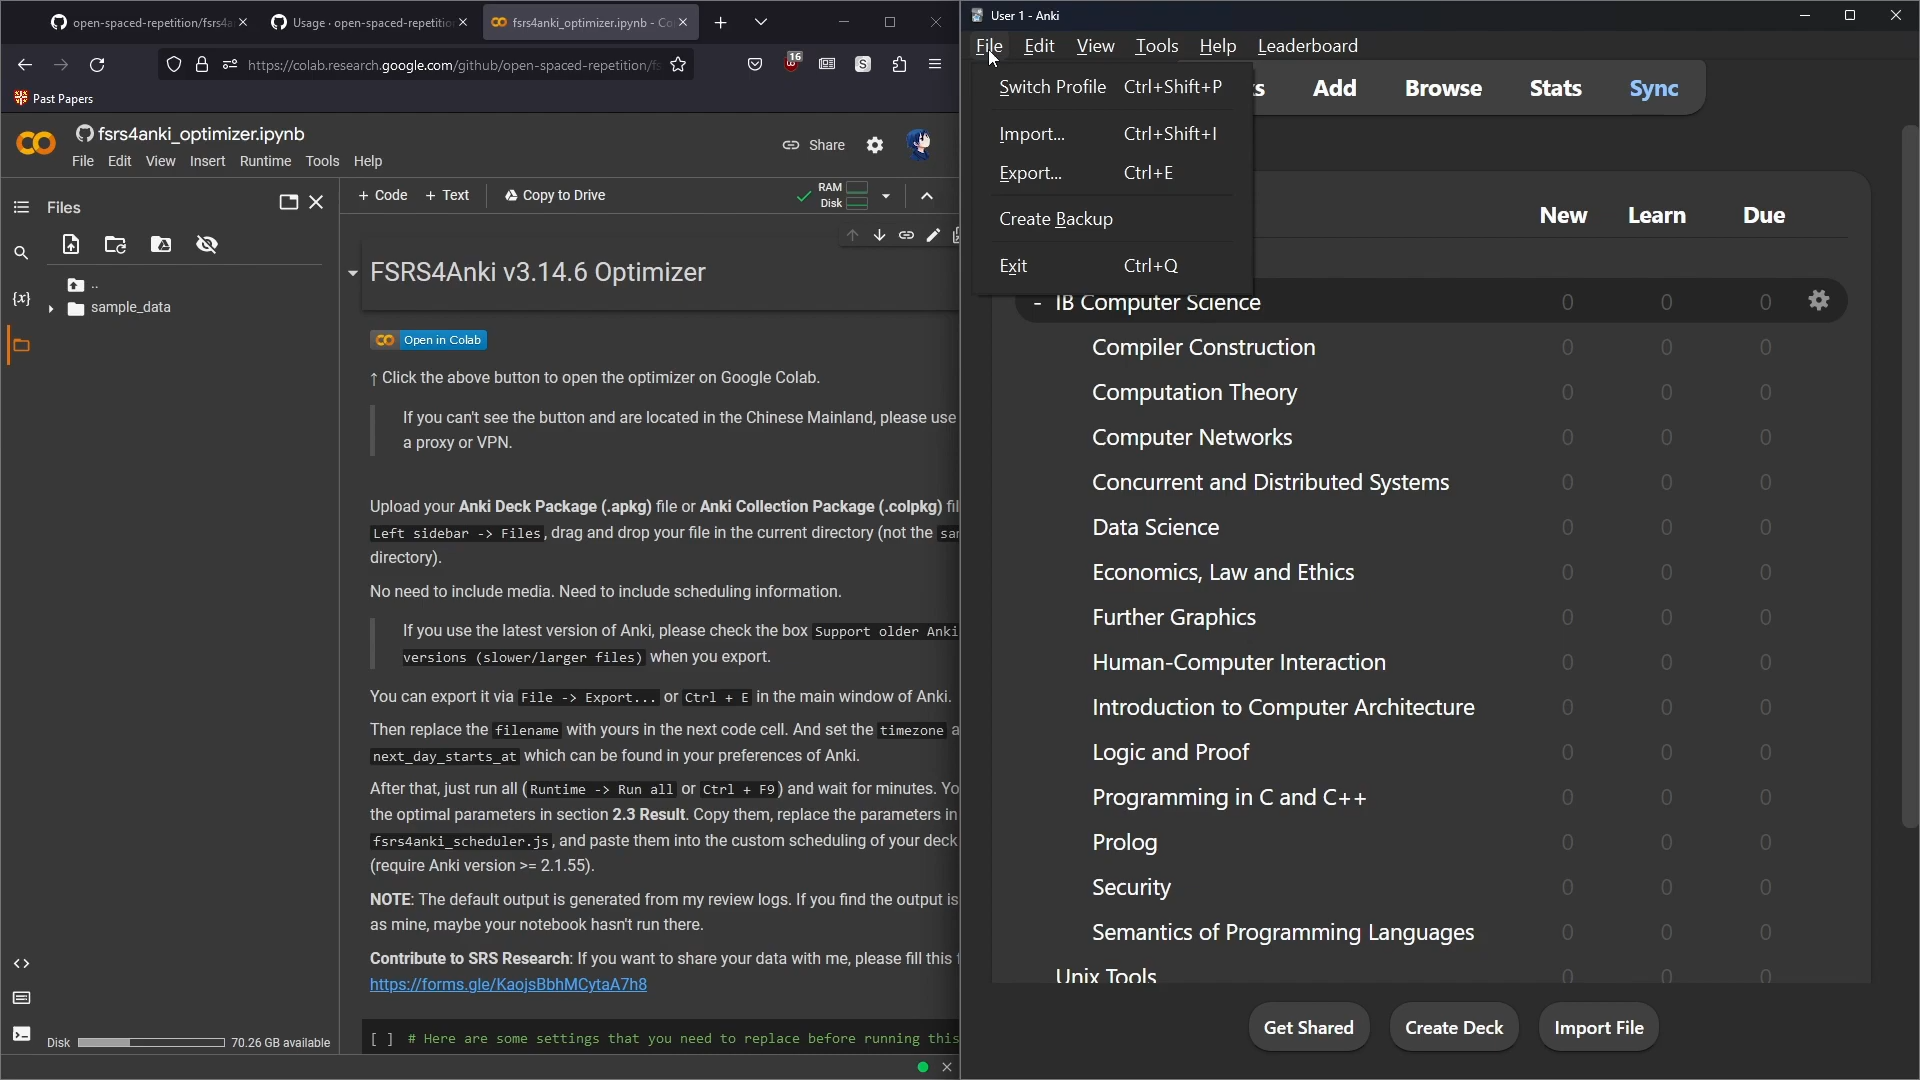 open-spaced-repetition/fsrs4a
Usage · open-spaced-repetitio
fsrs4anki_optimizer.ipynb - Co
https://colab.research.google.com/github/open-spaced-repetition/fs
16
S
Past Papers
fsrs4anki_optimizer.ipynb
File Edit View Insert Runtime Tools Help
Share
Files
+ Code + Text Copy to Drive
RAM
Disk
{x}
..
sample_data
FSRS4Anki v3.14.6 Optimizer
Open in Colab
↑ Click the above button to open the optimizer on Google Colab.
If you can't see the button and are located in the Chinese Mainland, please use
a proxy or VPN.
Upload your Anki Deck Package (.apkg) file or Anki Collection Package (.colpkg) fil
Left sidebar -> Files, drag and drop your file in the current directory (not the sam
directory).
No need to include media. Need to include scheduling information.
If you use the latest version of Anki, please check the box Support older Anki
versions (slower/larger files) when you export.
You can export it via File -> Export... or Ctrl + E in the main window of Anki.
Then replace the filename with yours in the next code cell. And set the timezone a
next_day_starts_at which can be found in your preferences of Anki.
After that, just run all (Runtime -> Run all or Ctrl + F9) and wait for minutes. Yo
the optimal parameters in section 2.3 Result. Copy them, replace the parameters in
fsrs4anki_scheduler.js, and paste them into the custom scheduling of your deck
(require Anki version >= 2.1.55).
NOTE: The default output is generated from my review logs. If you find the output is
as mine, maybe your notebook hasn't run there.
Contribute to SRS Research: If you want to share your data with me, please fill this f
https://forms.gle/KaojsBbhMCytaA7h8
[ ] # Here are some settings that you need to replace before running this
Disk 70.26 GB available
User 1 - Anki
File Edit View Tools Help Leaderboard
Switch Profile Ctrl+Shift+P
Import... Ctrl+Shift+I
Export... Ctrl+E
Create Backup
Exit Ctrl+Q
ks Add Browse Stats Sync
New Learn Due
- IB Computer Science 0 0 0
Compiler Construction 0 0 0
Computation Theory 0 0 0
Computer Networks 0 0 0
Concurrent and Distributed Systems 0 0 0
Data Science 0 0 0
Economics, Law and Ethics 0 0 0
Further Graphics 0 0 0
Human-Computer Interaction 0 0 0
Introduction to Computer Architecture 0 0 0
Logic and Proof 0 0 0
Programming in C and C++ 0 0 0
Prolog 0 0 0
Security 0 0 0
Semantics of Programming Languages 0 0 0
Unix Tools 0 0 0
Get Shared Create Deck Import File